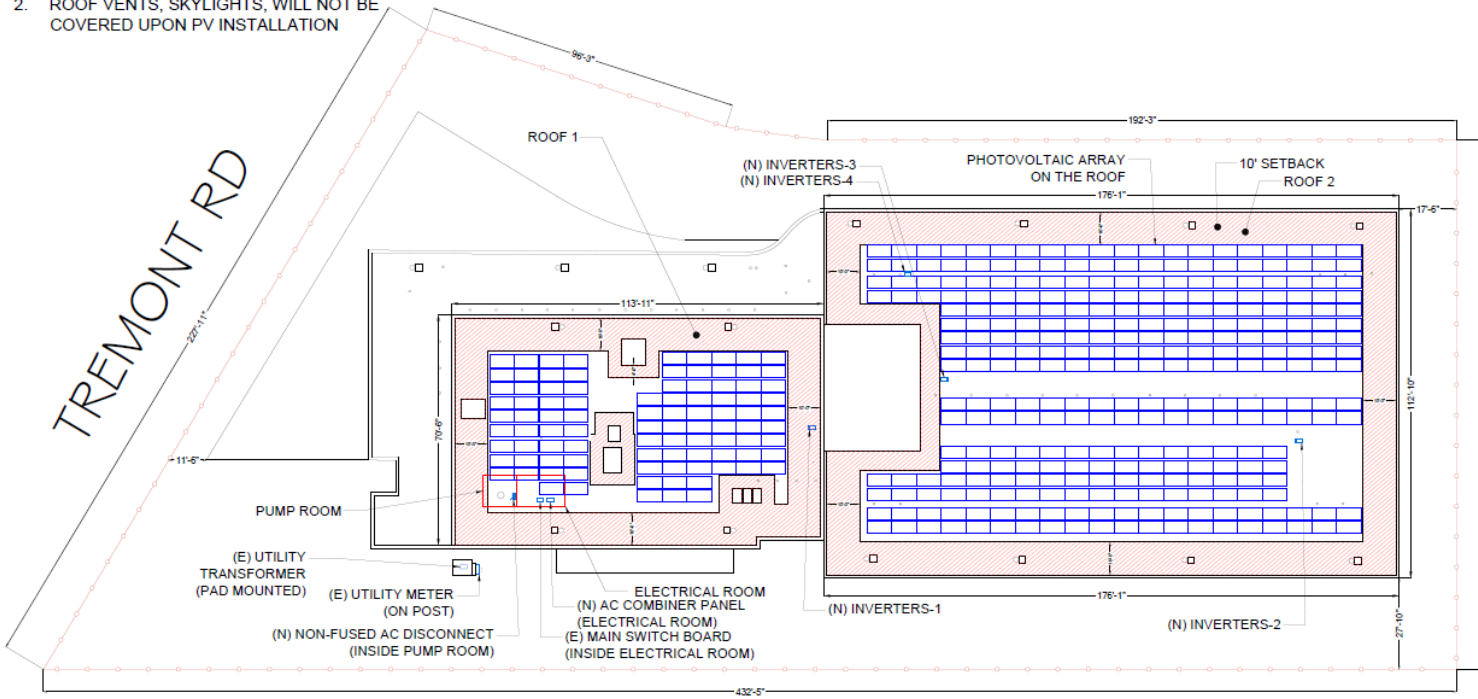 2. ROOF VENTS, SKYLIGHTS, WILL NOT BE
COVERED UPON PV INSTALLATION
96'-3"
192'-3"
ROOF 1
(N) INVERTERS-3
(N) INVERTERS-4
PHOTOVOLTAIC ARRAY
ON THE ROOF
10' SETBACK
ROOF 2
176'-1"
17'-6"
TREMONT RD
227'-11"
113'-11"
70'-6"
112'-10"
11'-6"
PUMP ROOM
(E) UTILITY
TRANSFORMER
(PAD MOUNTED)
(E) UTILITY METER
(ON POST)
(N) NON-FUSED AC DISCONNECT
(INSIDE PUMP ROOM)
ELECTRICAL ROOM
(N) AC COMBINER PANEL
(ELECTRICAL ROOM)
(E) MAIN SWITCH BOARD
(INSIDE ELECTRICAL ROOM)
(N) INVERTERS-1
176'-1"
(N) INVERTERS-2
27'-10"
432'-5"